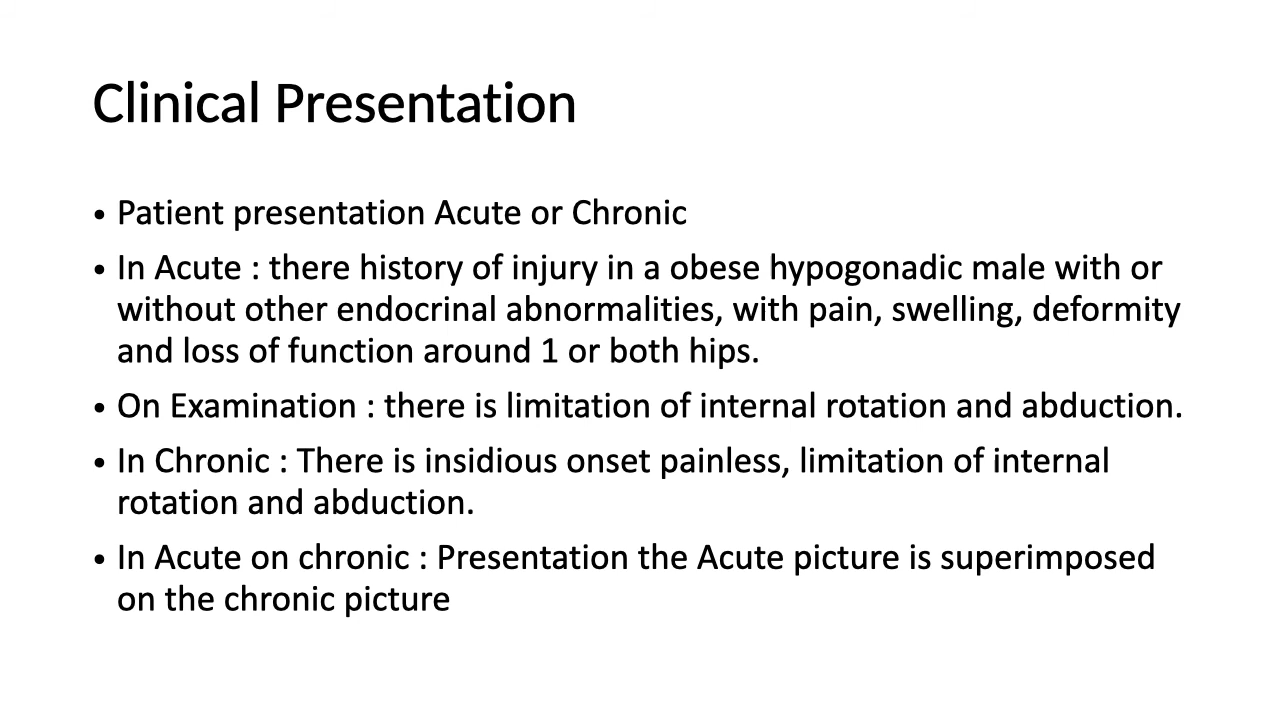 Clinical Presentation
• Patient presentation Acute or Chronic
• In Acute : there history of injury in a obese hypogonadic male with or
without other endocrinal abnormalities, with pain, swelling, deformity
and loss of function around 1 or both hips.
• On Examination : there is limitation of internal rotation and abduction.
• In Chronic : There is insidious onset painless, limitation of internal
rotation and abduction.
• In Acute on chronic : Presentation the Acute picture is superimposed
on the chronic picture